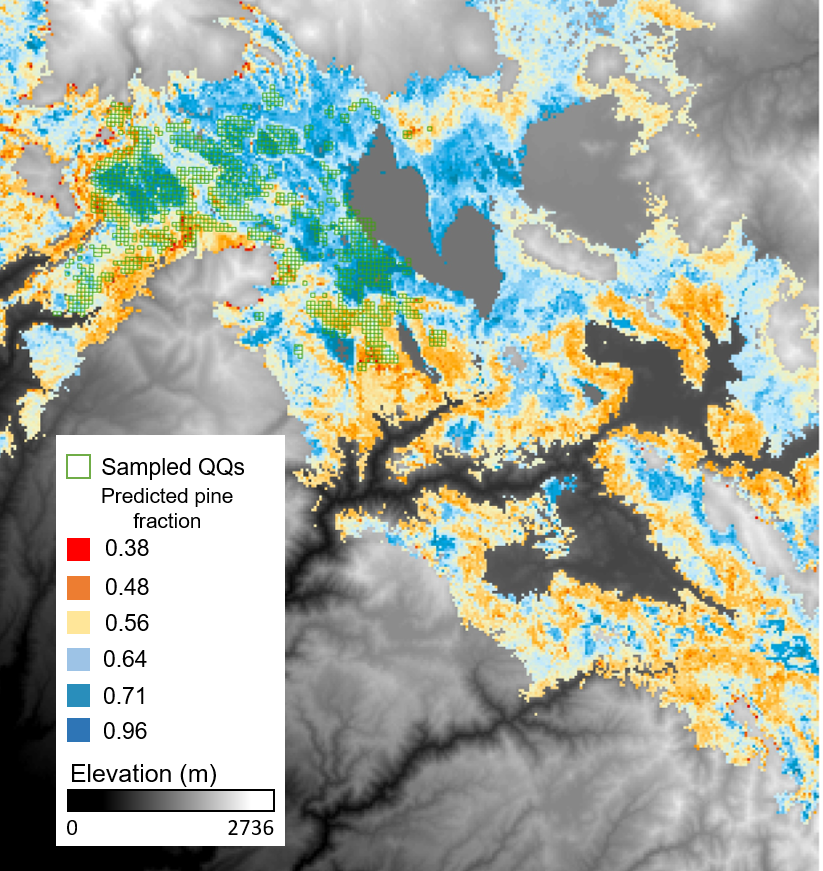 Sampled QQs
Predicted pine
fraction
0.38
0.48
0.56
0.64
0.71
0.96
Elevation (m)
0 2736